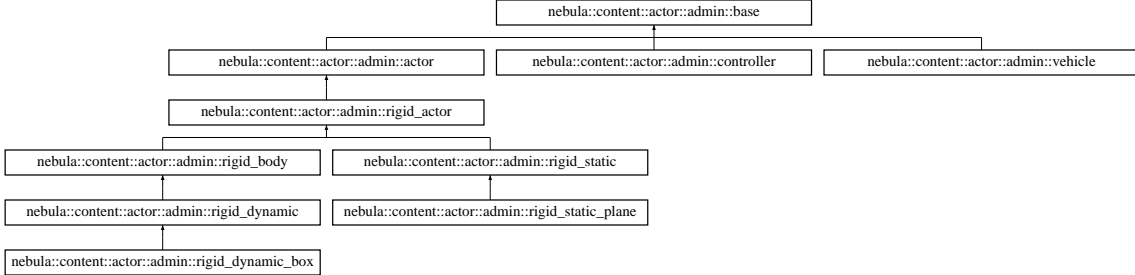 nebula::content::actor::admin::base
nebula::content::actor::admin::actor
nebula::content::actor::admin::controller
nebula::content::actor::admin::vehicle
nebula::content::actor::admin::rigid_actor
nebula::content::actor::admin::rigid_body
nebula::content::actor::admin::rigid_static
nebula::content::actor::admin::rigid_dynamic
nebula::content::actor::admin::rigid_static_plane
nebula::content::actor::admin::rigid_dynamic_box